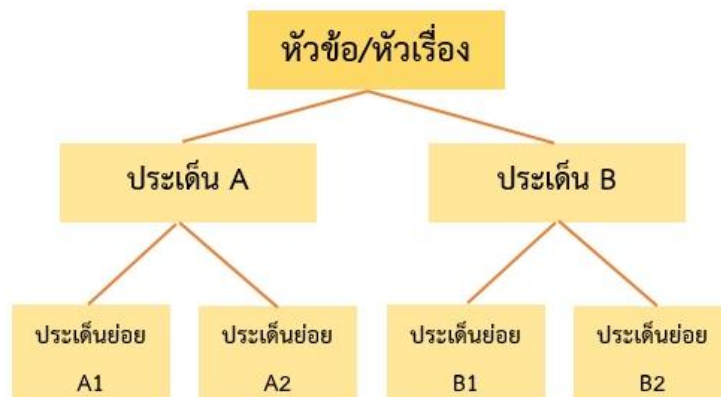 หัวข้อ/หัวเรื่อง
ประเด็น A
ประเด็น B
ประเด็นย่อย
A1
ประเด็นย่อย
A2
ประเด็นย่อย
B1
ประเด็นย่อย
B2